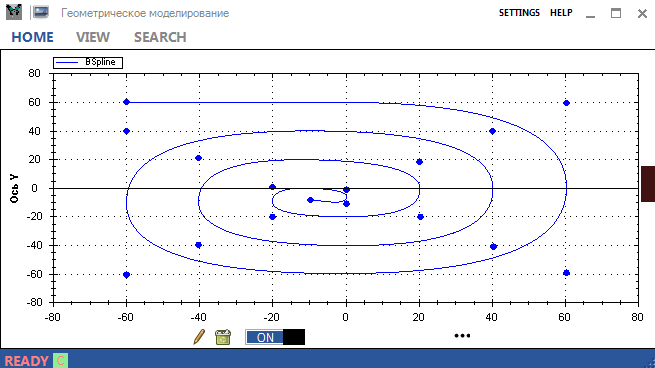 Геометрическое моделирование
SETTINGS HELP
HOME VIEW SEARCH
BSpline
80
60
40
20
0
-20
-40
-60
-80
Ось Y
-80 -60 -40 -20 0 20 40 60 80
ON
READY C